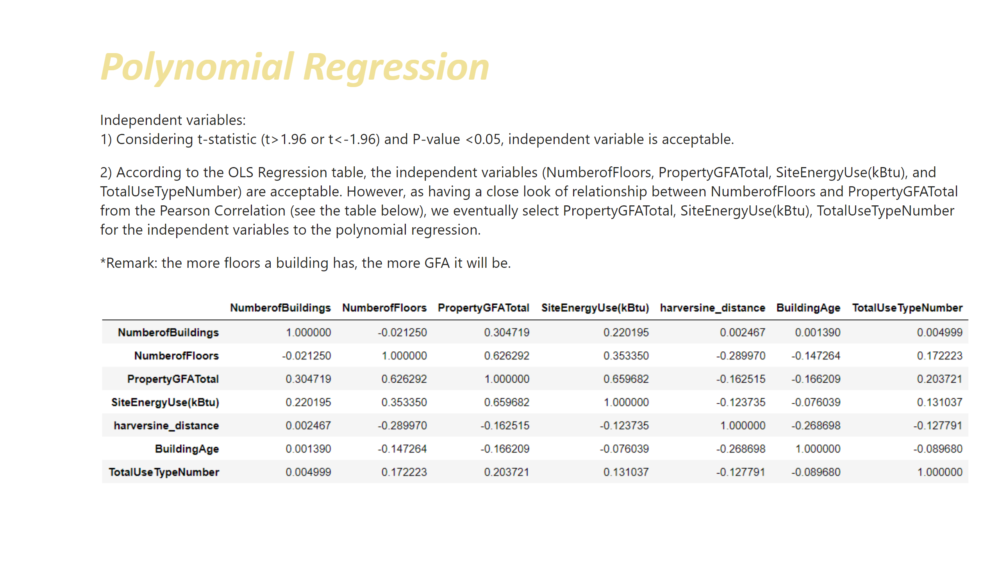 Polynomial Regression
Independent variables:
1) Considering t-statistic (t>1.96 or t<-1.96) and P-value <0.05, independent variable is acceptable.
2) According to the OLS Regression table, the independent variables (NumberofFloors, PropertyGFATotal, SiteEnergyUse(kBtu), and
TotalUseTypeNumber) are acceptable. However, as having a close look of relationship between NumberofFloors and PropertyGFATotal
from the Pearson Correlation (see the table below), we eventually select PropertyGFATotal, SiteEnergyUse(kBtu), TotalUseTypeNumber
for the independent variables to the polynomial regression.
*Remark: the more floors a building has, the more GFA it will be.
NumberofBuildings NumberofFloors PropertyGFATotal SiteEnergyUse(kBtu) harversine_distance BuildingAge TotalUseTypeNumber
NumberofBuildings 1.000000 -0.021250 0.304719 0.220195 0.002467 0.001390 0.004999
NumberofFloors -0.021250 1.000000 0.626292 0.353350 -0.289970 -0.147264 0.172223
PropertyGFATotal 0.304719 0.626292 1.000000 0.659682 -0.162515 -0.166209 0.203721
SiteEnergyUse(kBtu) 0.220195 0.353350 0.659682 1.000000 -0.123735 -0.076039 0.131037
harversine_distance 0.002467 -0.289970 -0.162515 -0.123735 1.000000 -0.268698 -0.127791
BuildingAge 0.001390 -0.147264 -0.166209 -0.076039 -0.268698 1.000000 -0.089680
TotalUseTypeNumber 0.004999 0.172223 0.203721 0.131037 -0.127791 -0.089680 1.000000